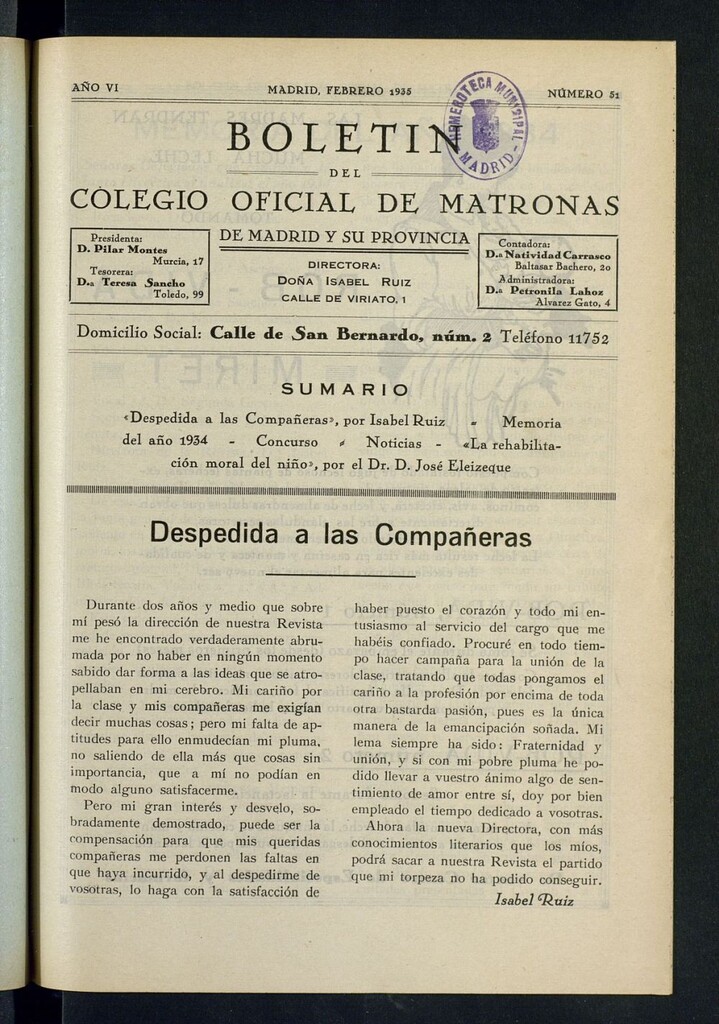 AÑO VI
MADRID, FEBRERO 1935
NÚMERO 51
HEMEROTECA MUNICIPAL
- MADRID -
BOLETIN
DEL
COLEGIO OFICIAL DE MATRONAS
DE MADRID Y SU PROVINCIA
Presidenta:
D. Pilar Montes
Murcia, 17
Tesorera:
D.a Teresa Sancho
Toledo, 99
DIRECTORA:
DOÑA ISABEL RUIZ
CALLE DE VIRIATO, 1
Contadora:
D.a Natividad Carrasco
Baltasar Bachero, 20
Administradora:
D.a Petronila Lahoz
Alvarez Gato, 4
Domicilio Social: Calle de San Bernardo, núm. 2 Teléfono 11752
SUMARIO
«Despedida a las Compañeras», por Isabel Ruiz - Memoria
del año 1934 - Concurso - Noticias - «La rehabilita-
ción moral del niño», por el Dr. D. José Eleizeque
Despedida a las Compañeras
Durante dos años y medio que sobre
mí pesó la dirección de nuestra Revista
me he encontrado verdaderamente abru-
mada por no haber en ningún momento
sabido dar forma a las ideas que se atro-
pellaban en mi cerebro. Mi cariño por
la clase y mis compañeras me exigían
decir muchas cosas; pero mi falta de ap-
titudes para ello enmudecían mi pluma,
no saliendo de ella más que cosas sin
importancia, que a mí no podían en
modo alguno satisfacerme.
Pero mi gran interés y desvelo, so-
bradamente demostrado, puede ser la
compensación para que mis queridas
compañeras me perdonen las faltas en
que haya incurrido, y al despedirme de
vosotras, lo haga con la satisfacción de
haber puesto el corazón y todo mi en-
tusiasmo al servicio del cargo que me
habéis confiado. Procuré en todo tiem-
po hacer campaña para la unión de la
clase, tratando que todas pongamos el
cariño a la profesión por encima de toda
otra bastarda pasión, pues es la única
manera de la emancipación soñada. Mi
lema siempre ha sido: Fraternidad y
unión, y si con mi pobre pluma he po-
dido llevar a vuestro ánimo algo de sen-
timiento de amor entre sí, doy por bien
empleado el tiempo dedicado a vosotras.
Ahora la nueva Directora, con más
conocimientos literarios que los míos,
podrá sacar a nuestra Revista el partido
que mi torpeza no ha podido conseguir.
Isabel Ruiz